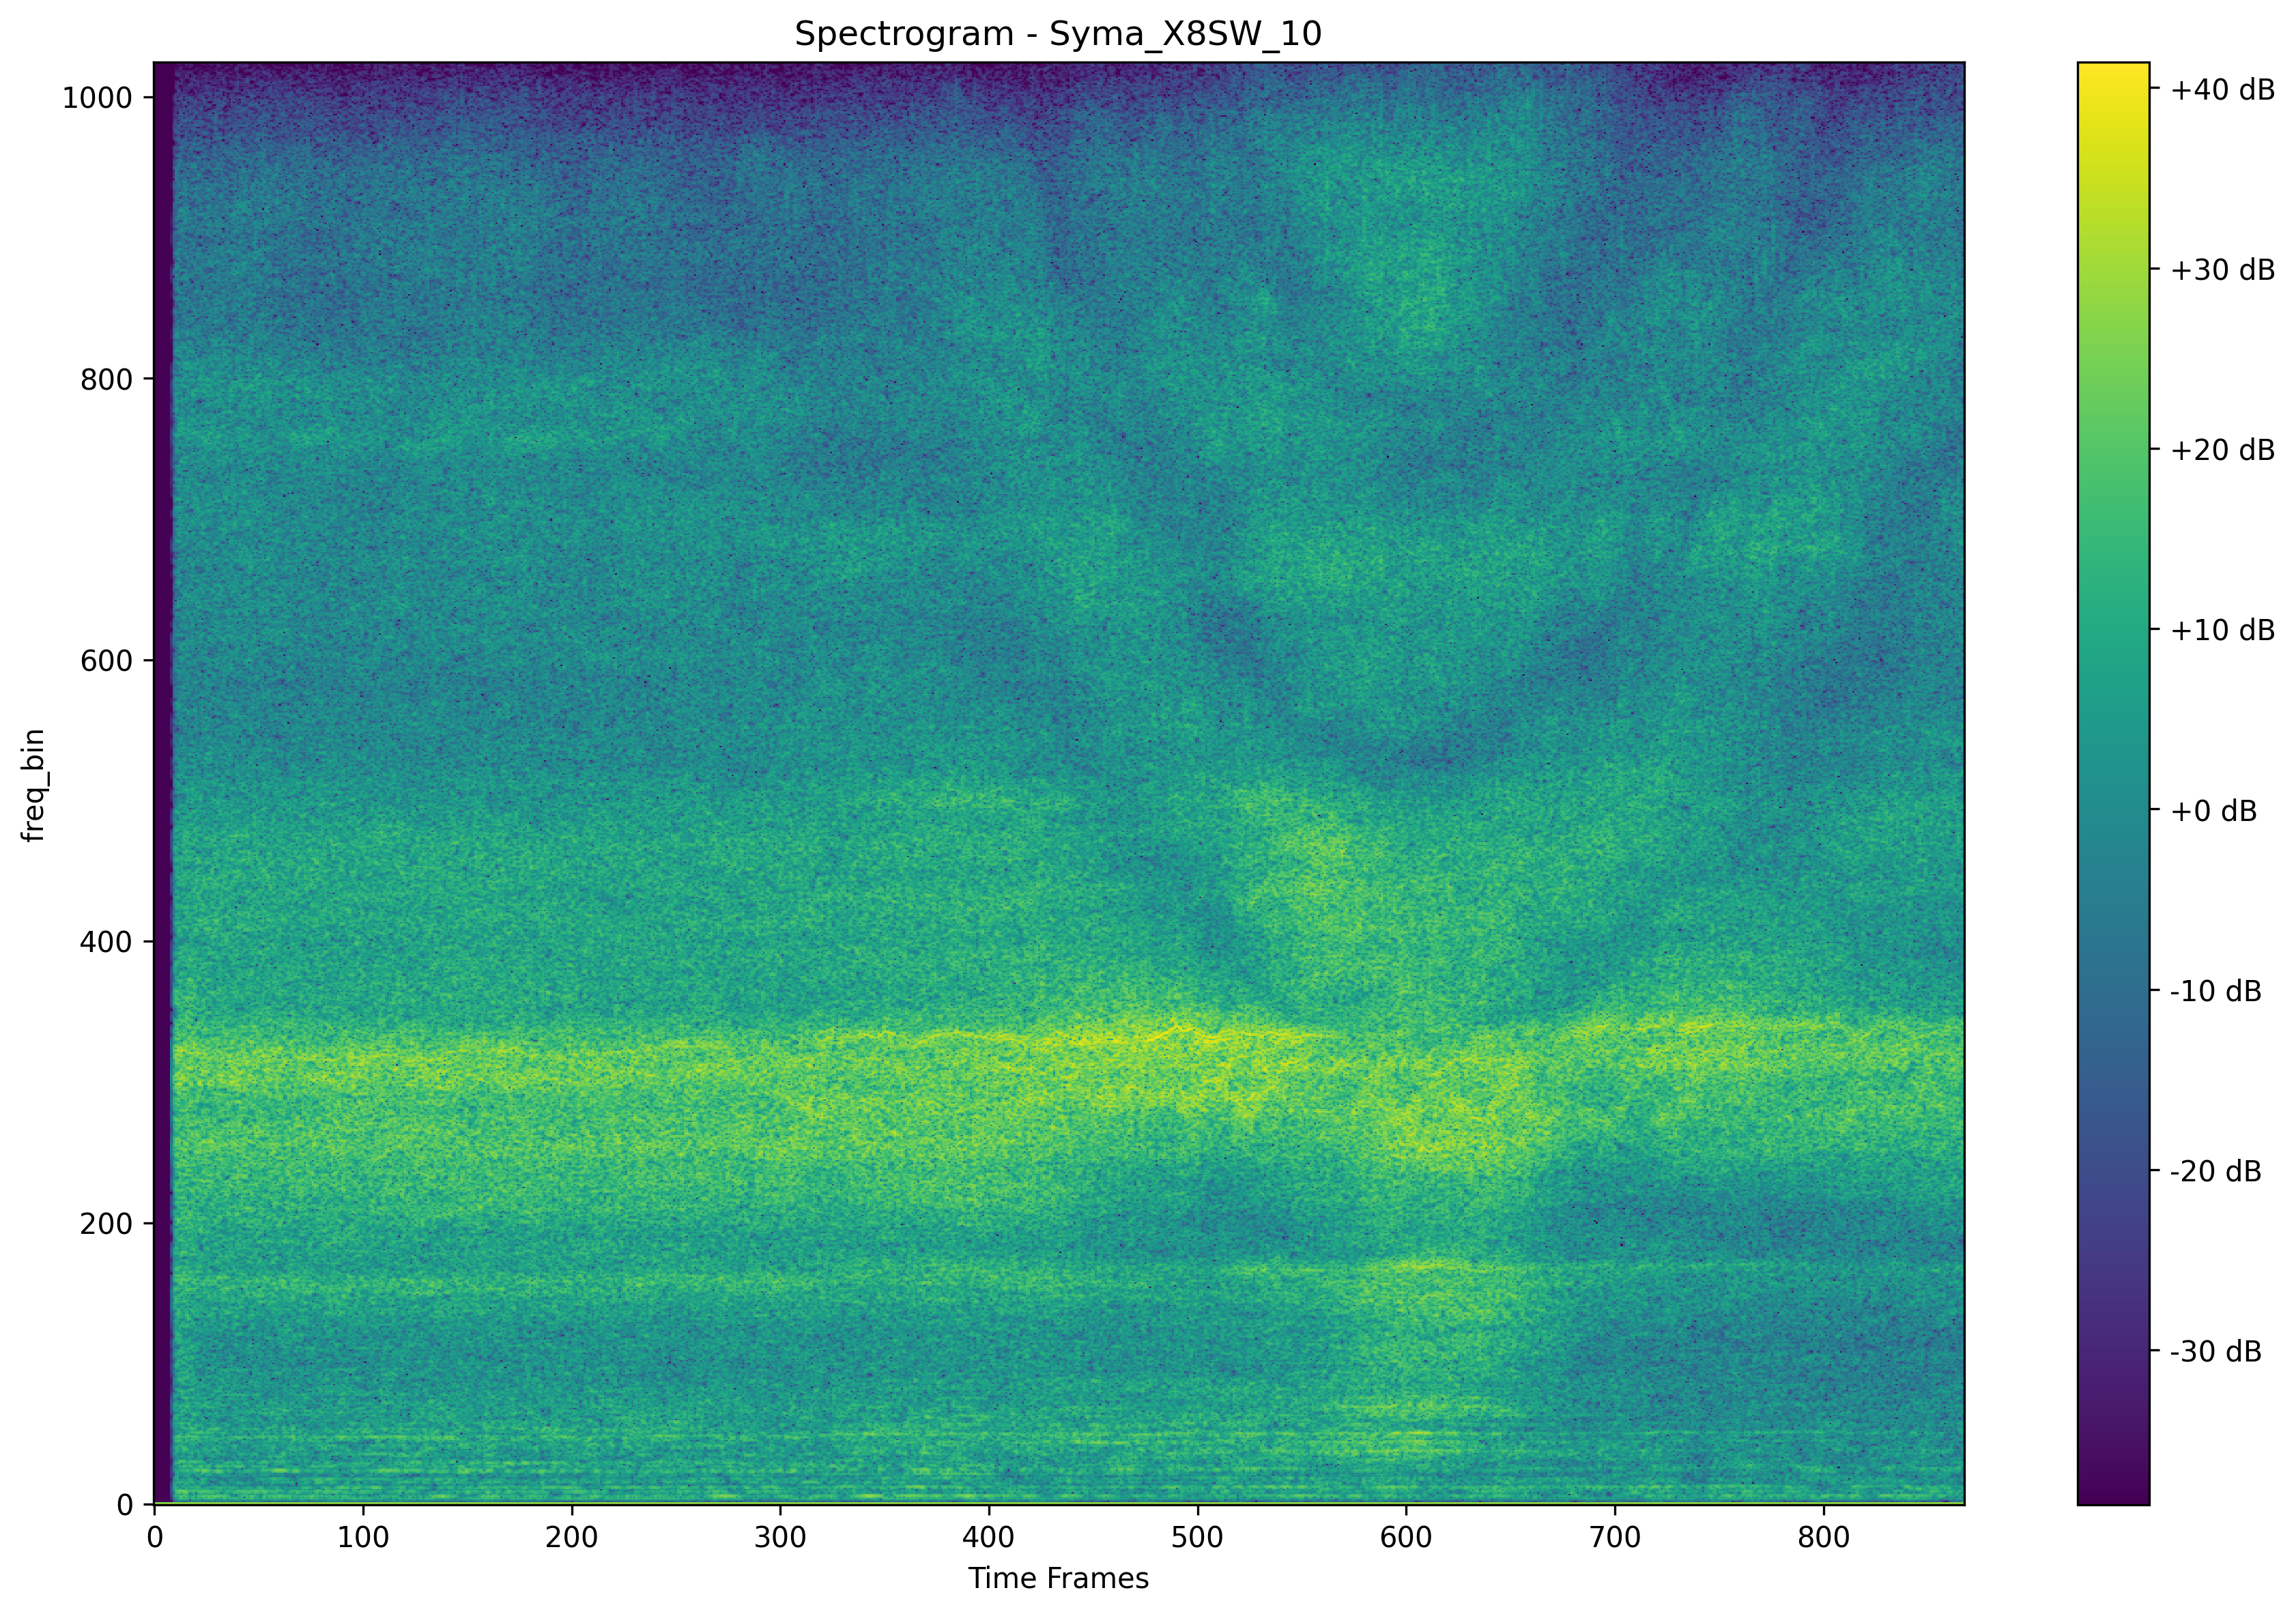 Spectrogram - Syma_X8SW_10
freq_bin
1000
800
600
400
200
0
0 100 200 300 400 500 600 700 800
Time Frames
+40 dB
+30 dB
+20 dB
+10 dB
+0 dB
-10 dB
-20 dB
-30 dB